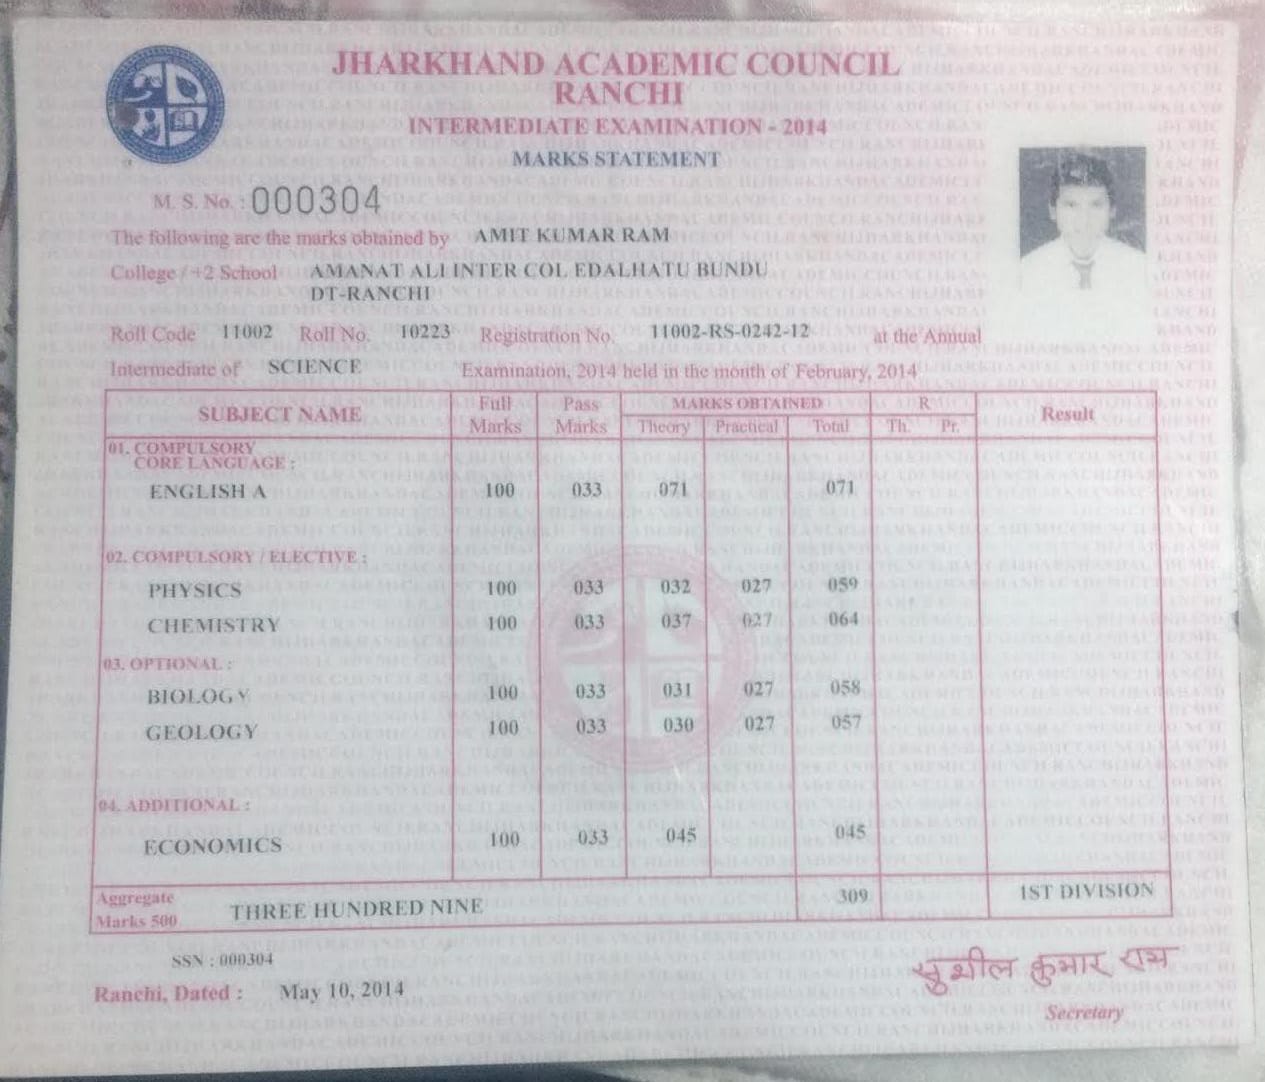 JHARKHAND ACADEMIC COUNCIL
RANCHI
INTERMEDIATE EXAMINATION - 2014
MARKS STATEMENT
M. S. No. : 000304
The following are the marks obtained by AMIT KUMAR RAM
College / +2 School AMANAT ALI INTER COL EDALHATU BUNDU
DT-RANCHI
Roll Code 11002 Roll No. 10223 Registration No. 11002-RS-0242-12 at the Annual
Intermediate of SCIENCE Examination, 2014 held in the month of February, 2014
SUBJECT NAME Full Marks Pass Marks MARKS OBTAINED R Result
Theory Practical Total Th. Pr.
01. COMPULSORY
CORE LANGUAGE :
ENGLISH A 100 033 071 071
02. COMPULSORY / ELECTIVE :
PHYSICS 100 033 032 027 059
CHEMISTRY 100 033 037 027 064
03. OPTIONAL :
BIOLOGY 100 033 031 027 058
GEOLOGY 100 033 030 027 057
04. ADDITIONAL :
ECONOMICS 100 033 045 045
Aggregate
Marks 500 THREE HUNDRED NINE 309 1ST DIVISION
SSN : 000304
Ranchi, Dated : May 10, 2014
सुशील कुमार राम
Secretary